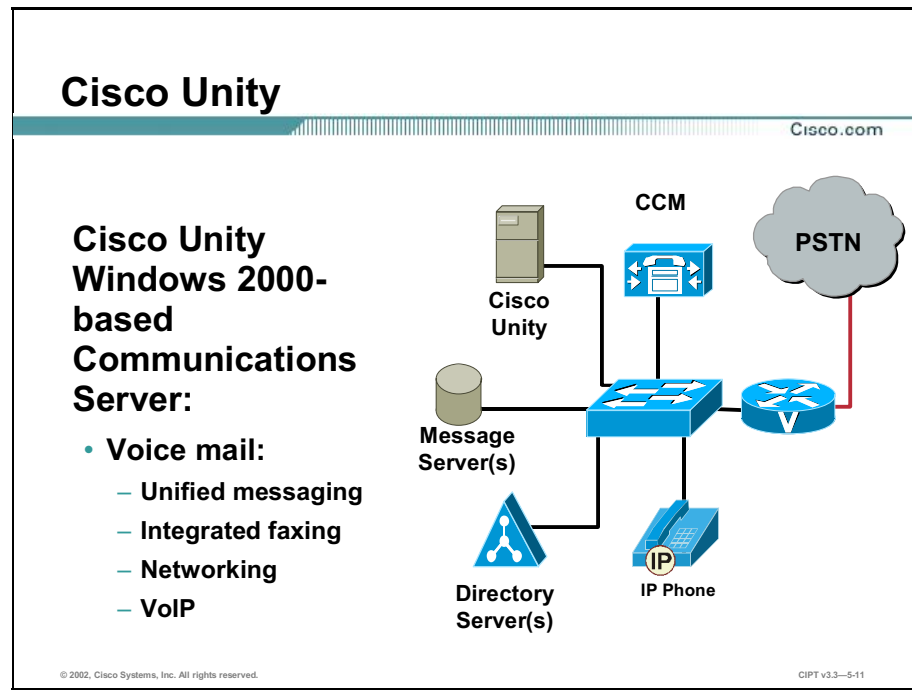 Cisco Unity
Cisco.com
Cisco Unity
Windows 2000-
based
Communications
Server:
• Voice mail:
– Unified messaging
– Integrated faxing
– Networking
– VoIP
CCM
PSTN
Cisco
Unity
Message
Server(s)
V
Directory
Server(s)
IP
IP Phone
© 2002, Cisco Systems, Inc. All rights reserved.
CIPT v3.3—5-11